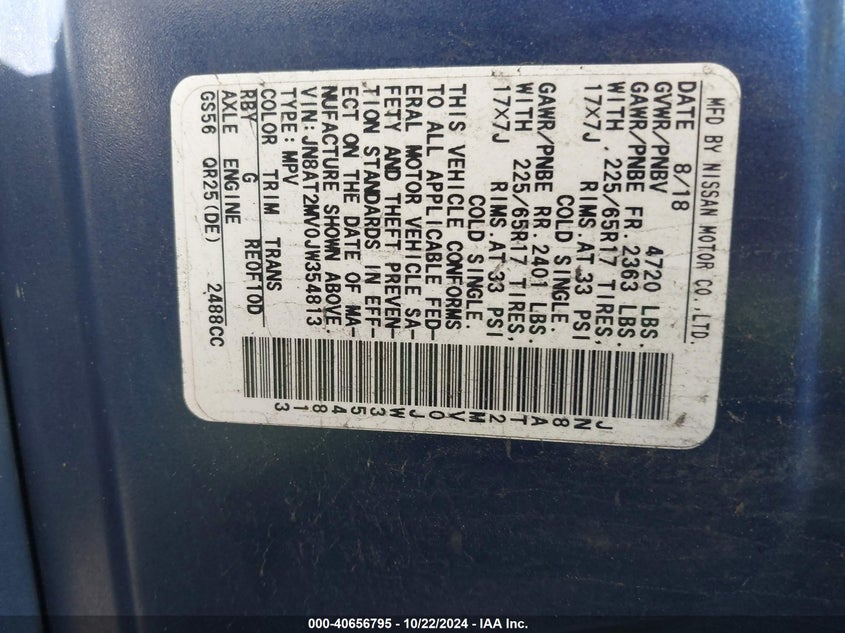 MFD BY NISSAN MOTOR CO.,LTD.
DATE 8/18
GVWR/PNBV 4720 LBS.
GAWR/PNBE FR. 2363 LBS.
WITH .225/65R17 TIRES,
17X7J RIMS AT 33 PSI
COLD SINGLE.
GAWR/PNBE RR. 2401 LBS.
WITH 225/65R17 TIRES,
17X7J RIMS.AT 33 PSI
COLD SINGLE.
THIS VEHICLE CONFORMS
TO ALL APPLICABLE FED-
ERAL MOTOR VEHICLE SA-
FETY AND THEFT PREVEN-
TION STANDARDS IN EFF-
ECT ON THE DATE OF MA-
NUFACTURE SHOWN ABOVE.
VIN:JN8AT2MV0JW354813
TYPE:MPV
COLOR TRIM TRANS
RBY G RE0F10D
AXLE ENGINE
GS56 QR25(DE) 2488CC
JN8AT2MV0JW354813
000-40656795 - 10/22/2024 - IAA Inc.